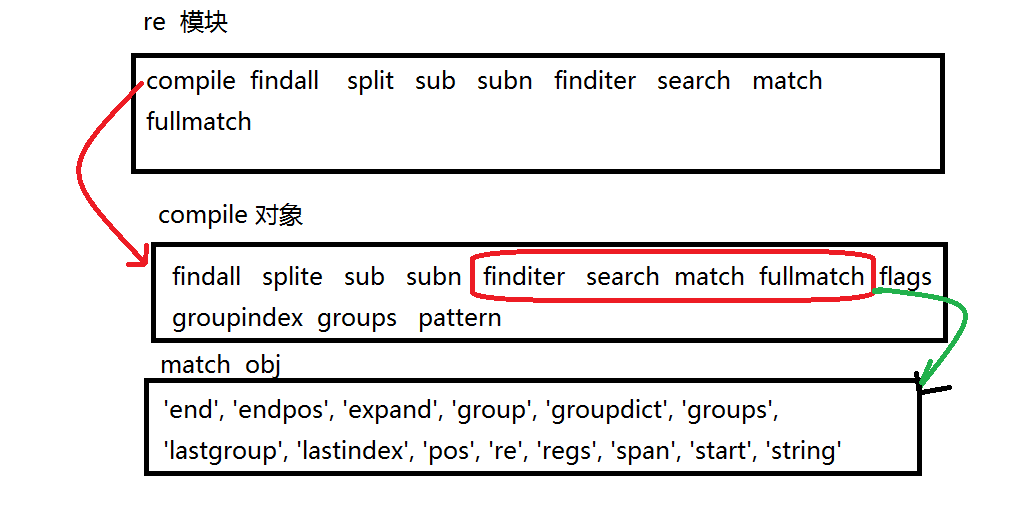 re 模块
compile findall split sub subn finditer search match
fullmatch
compile 对象
findall splite sub subn finditer search match fullmatch flags
groupindex groups pattern
match obj
'end', 'endpos', 'expand', 'group', 'groupdict', 'groups',
'lastgroup', 'lastindex', 'pos', 're', 'regs', 'span', 'start', 'string'